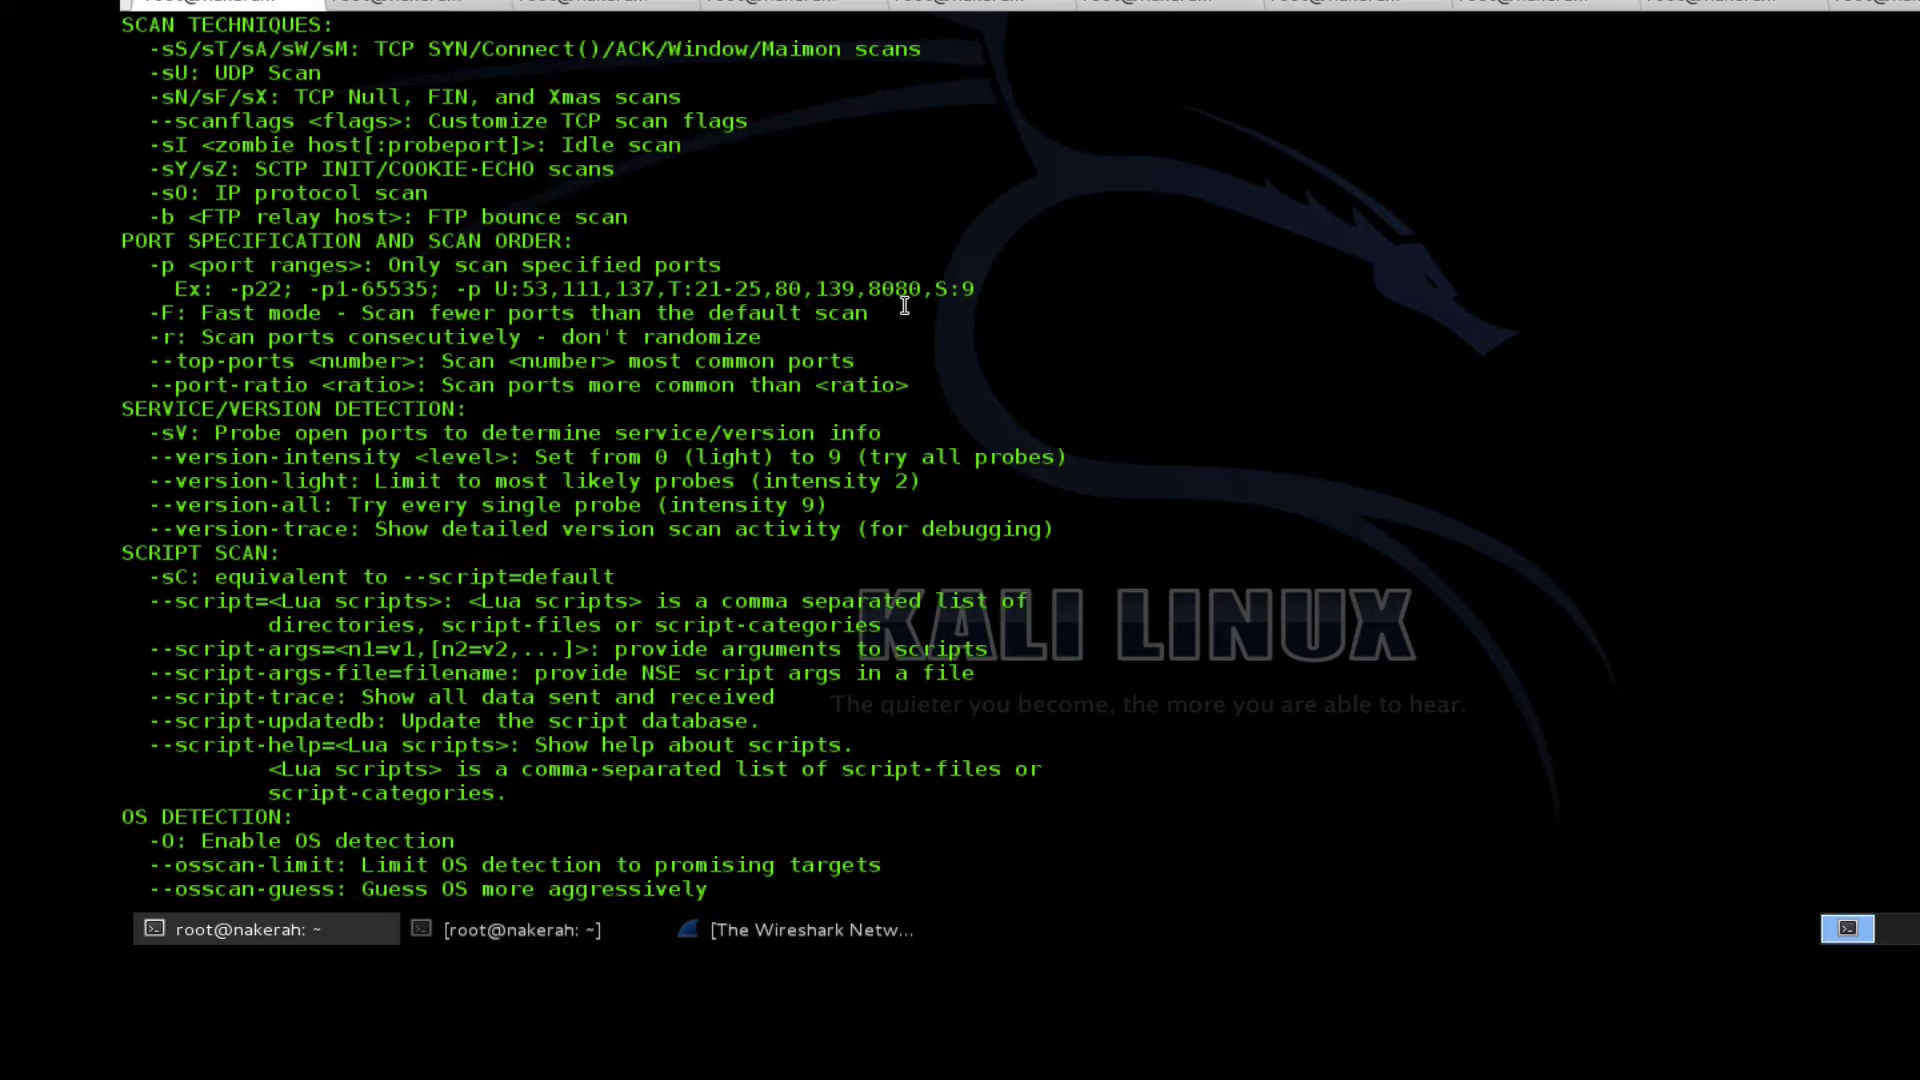 SCAN TECHNIQUES:
-sS/sT/sA/sW/sM: TCP SYN/Connect()/ACK/Window/Maimon scans
-sU: UDP Scan
-sN/sF/sX: TCP Null, FIN, and Xmas scans
--scanflags <flags>: Customize TCP scan flags
-sI <zombie host[:probeport]>: Idle scan
-sY/sZ: SCTP INIT/COOKIE-ECHO scans
-sO: IP protocol scan
-b <FTP relay host>: FTP bounce scan
PORT SPECIFICATION AND SCAN ORDER:
-p <port ranges>: Only scan specified ports
Ex: -p22; -p1-65535; -p U:53,111,137,T:21-25,80,139,8080,S:9
-F: Fast mode - Scan fewer ports than the default scan
-r: Scan ports consecutively - don't randomize
--top-ports <number>: Scan <number> most common ports
--port-ratio <ratio>: Scan ports more common than <ratio>
SERVICE/VERSION DETECTION:
-sV: Probe open ports to determine service/version info
--version-intensity <level>: Set from 0 (light) to 9 (try all probes)
--version-light: Limit to most likely probes (intensity 2)
--version-all: Try every single probe (intensity 9)
--version-trace: Show detailed version scan activity (for debugging)
SCRIPT SCAN:
-sC: equivalent to --script=default
--script=<Lua scripts>: <Lua scripts> is a comma separated list of
directories, script-files or script-categories
--script-args=<n1=v1,[n2=v2,...]>: provide arguments to scripts
--script-args-file=filename: provide NSE script args in a file
--script-trace: Show all data sent and received
--script-updatedb: Update the script database.
--script-help=<Lua scripts>: Show help about scripts.
<Lua scripts> is a comma-separated list of script-files or
script-categories.
OS DETECTION:
-O: Enable OS detection
--osscan-limit: Limit OS detection to promising targets
--osscan-guess: Guess OS more aggressively
KALI LINUX
The quieter you become, the more you are able to hear.
root@nakerah: ~
[root@nakerah: ~]
[The Wireshark Netw...